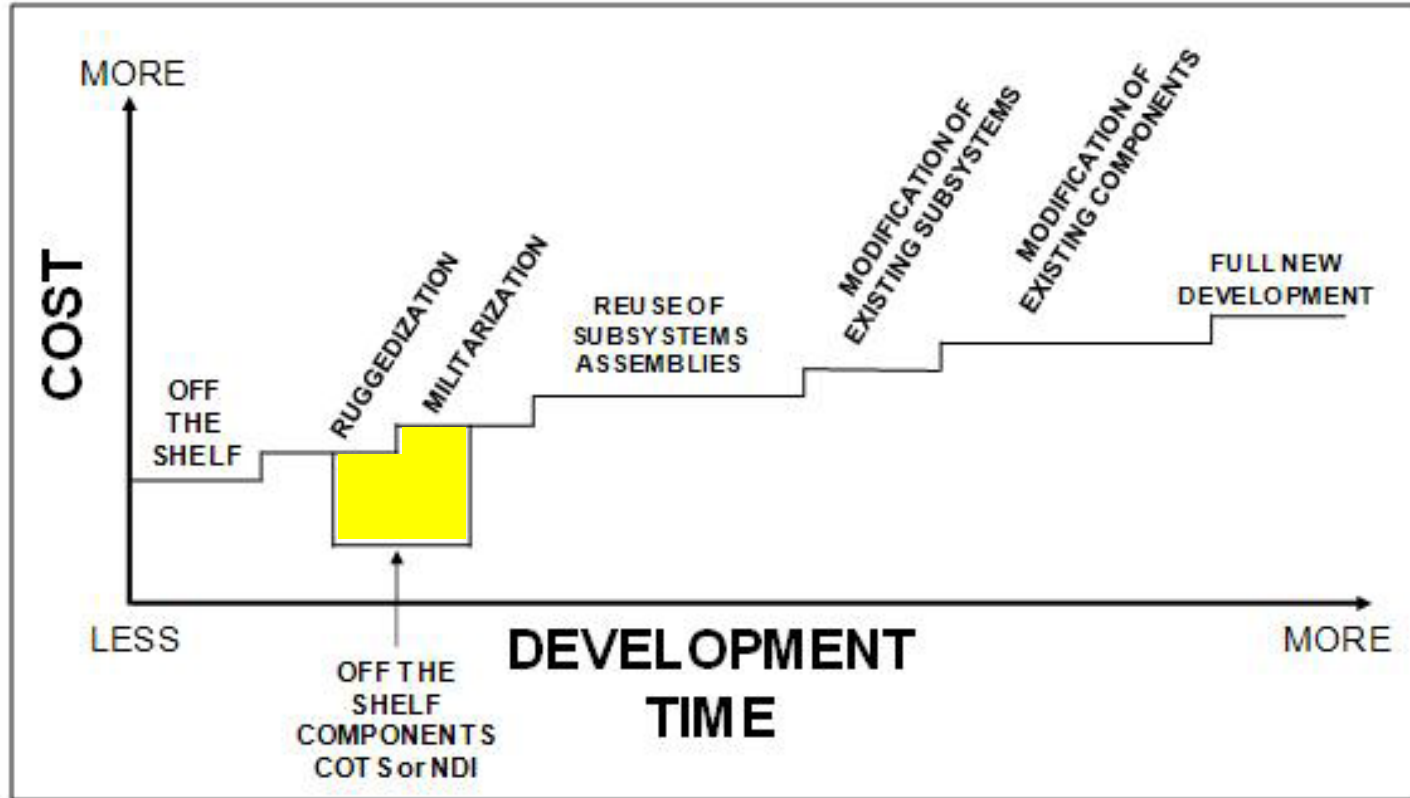 MORE
COST
OFF
THE
SHELF
RUGGEDIZATION
MILITARIZATION
REUSE OF
SUBSYSTEMS
ASSEMBLIES
MODIFICATION OF
EXISTING SUBSYSTEMS
MODIFICATION OF
EXISTING COMPONENTS
FULL NEW
DEVELOPMENT
LESS
DEVELOPMENT
TIME
MORE
OFF THE
SHELF
COMPONENTS
COTS or NDI